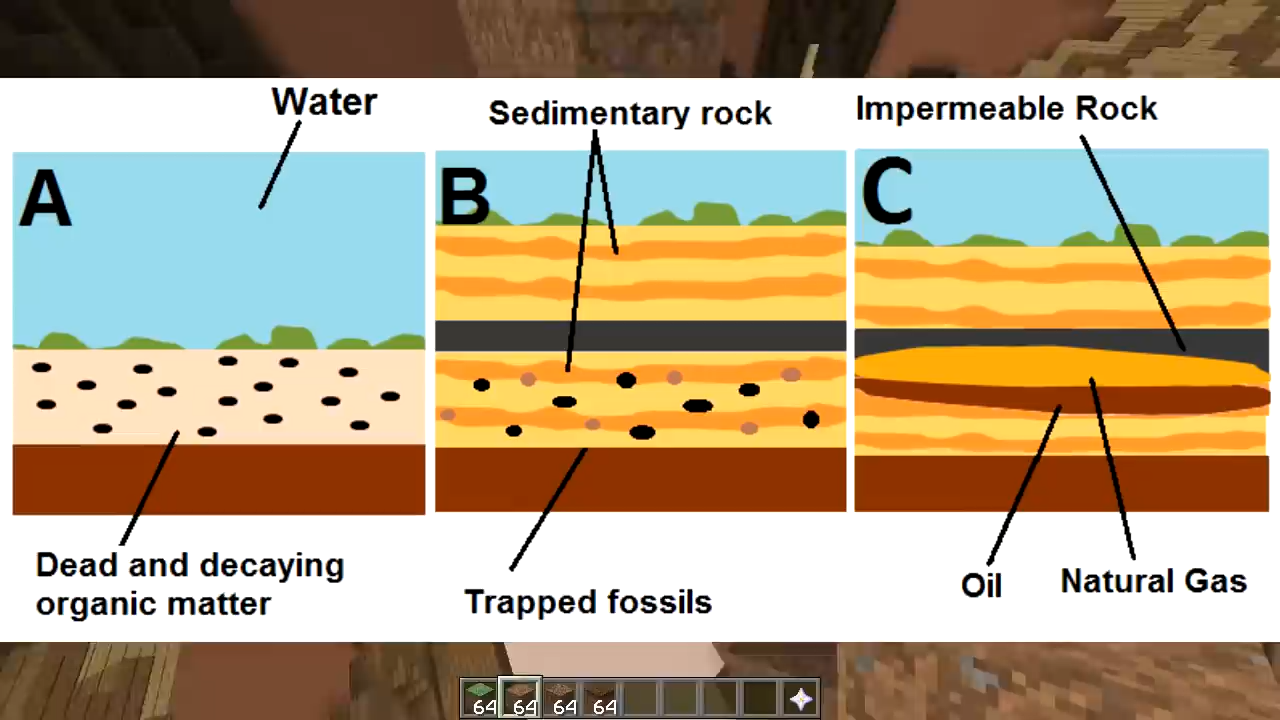 Water
Sedimentary rock
Impermeable Rock
A
B
C
Dead and decaying
organic matter
Trapped fossils
Oil
Natural Gas
64 64 64 64